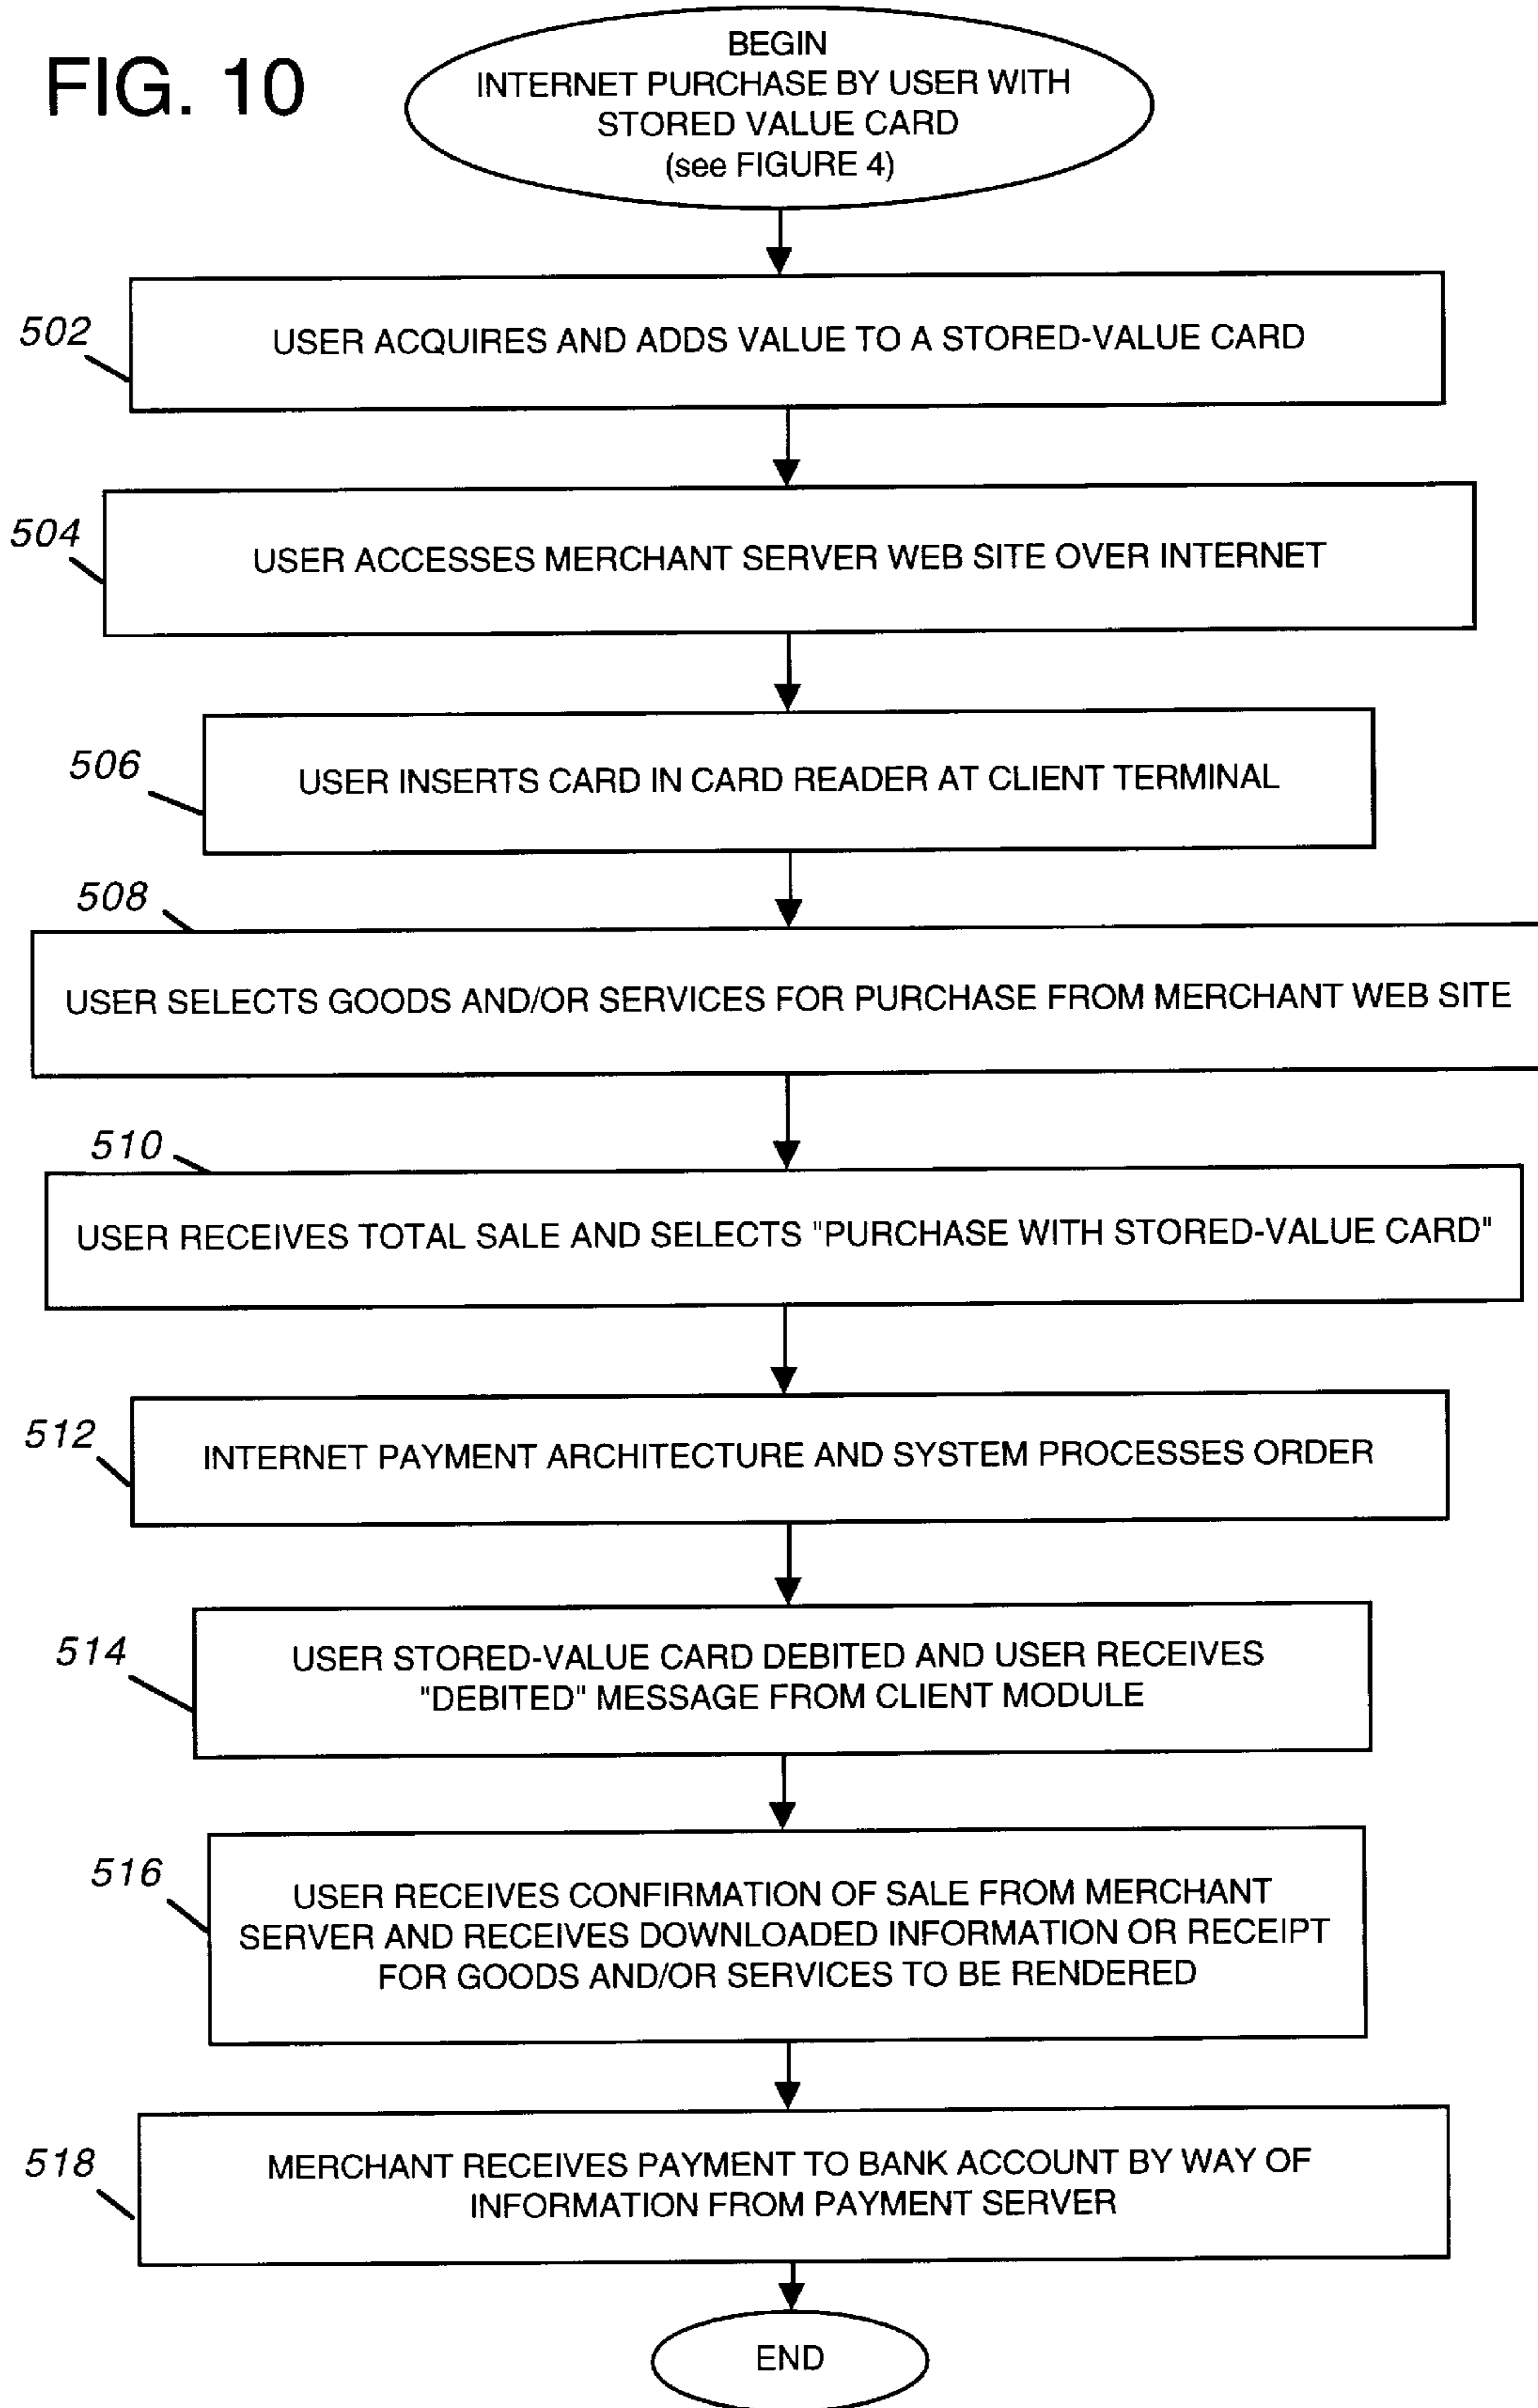 FIG. 10
BEGIN
INTERNET PURCHASE BY USER WITH
STORED VALUE CARD
(see FIGURE 4)
502
USER ACQUIRES AND ADDS VALUE TO A STORED-VALUE CARD
504
USER ACCESSES MERCHANT SERVER WEB SITE OVER INTERNET
506
USER INSERTS CARD IN CARD READER AT CLIENT TERMINAL
508
USER SELECTS GOODS AND/OR SERVICES FOR PURCHASE FROM MERCHANT WEB SITE
510
USER RECEIVES TOTAL SALE AND SELECTS "PURCHASE WITH STORED-VALUE CARD"
512
INTERNET PAYMENT ARCHITECTURE AND SYSTEM PROCESSES ORDER
514
USER STORED-VALUE CARD DEBITED AND USER RECEIVES
"DEBITED" MESSAGE FROM CLIENT MODULE
516
USER RECEIVES CONFIRMATION OF SALE FROM MERCHANT
SERVER AND RECEIVES DOWNLOADED INFORMATION OR RECEIPT
FOR GOODS AND/OR SERVICES TO BE RENDERED
518
MERCHANT RECEIVES PAYMENT TO BANK ACCOUNT BY WAY OF
INFORMATION FROM PAYMENT SERVER
END